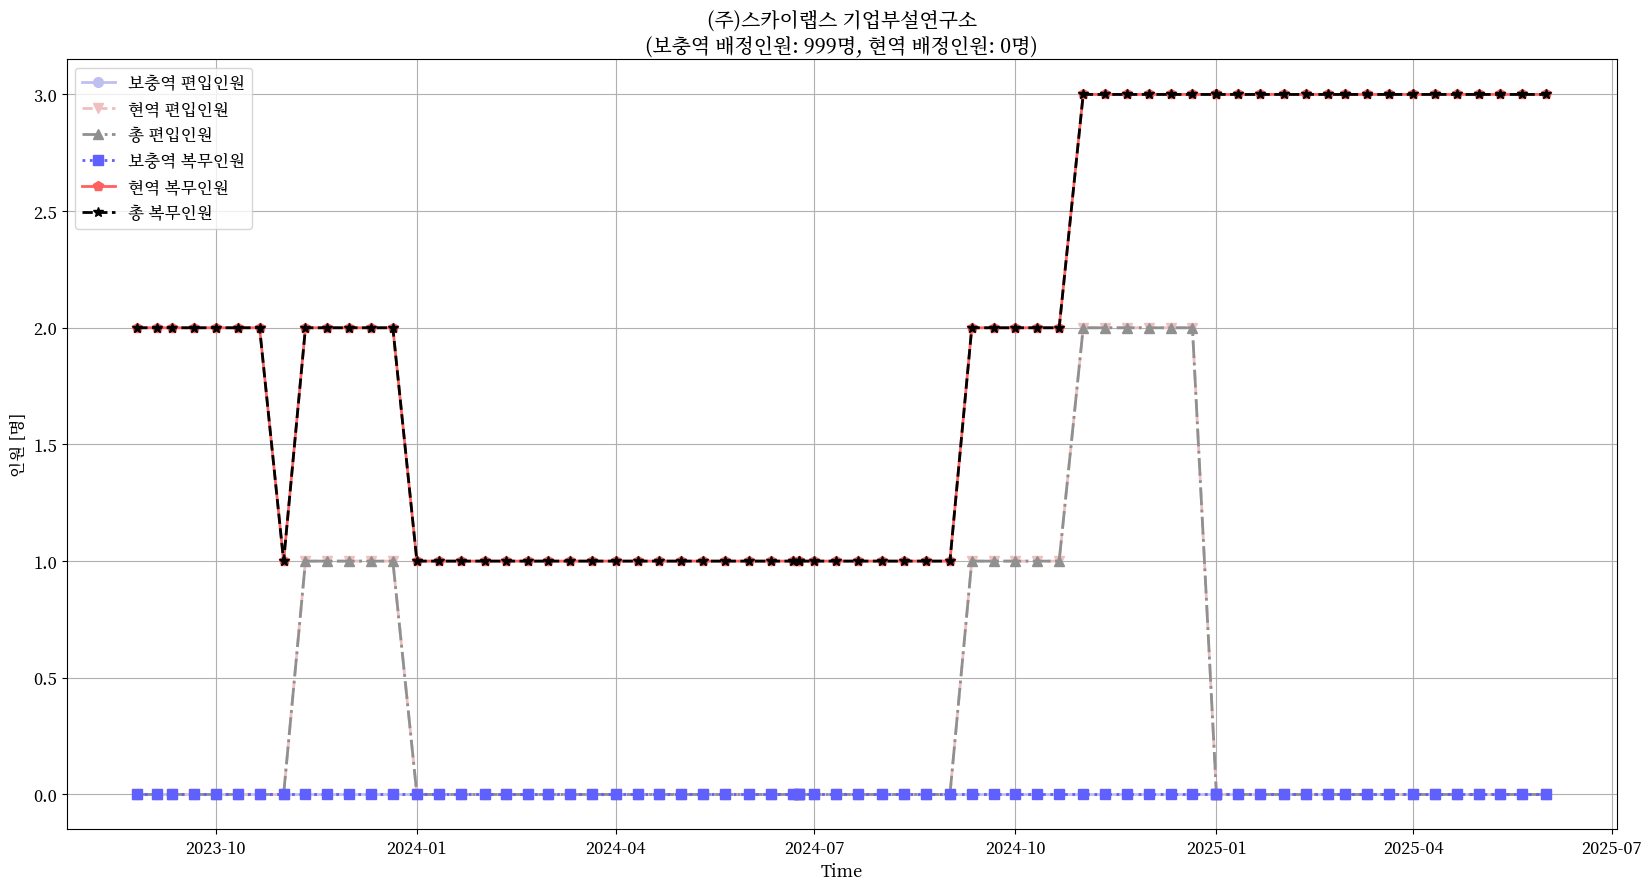 (주)스카이랩스 기업부설연구소
(보충역 배정인원: 999명, 현역 배정인원: 0명)
보충역 편입인원
현역 편입인원
총 편입인원
보충역 복무인원
현역 복무인원
총 복무인원
3.0
2.5
2.0
1.5
1.0
0.5
0.0
인원 [명]
2023-10
2024-01
2024-04
2024-07
2024-10
2025-01
2025-04
2025-07
Time